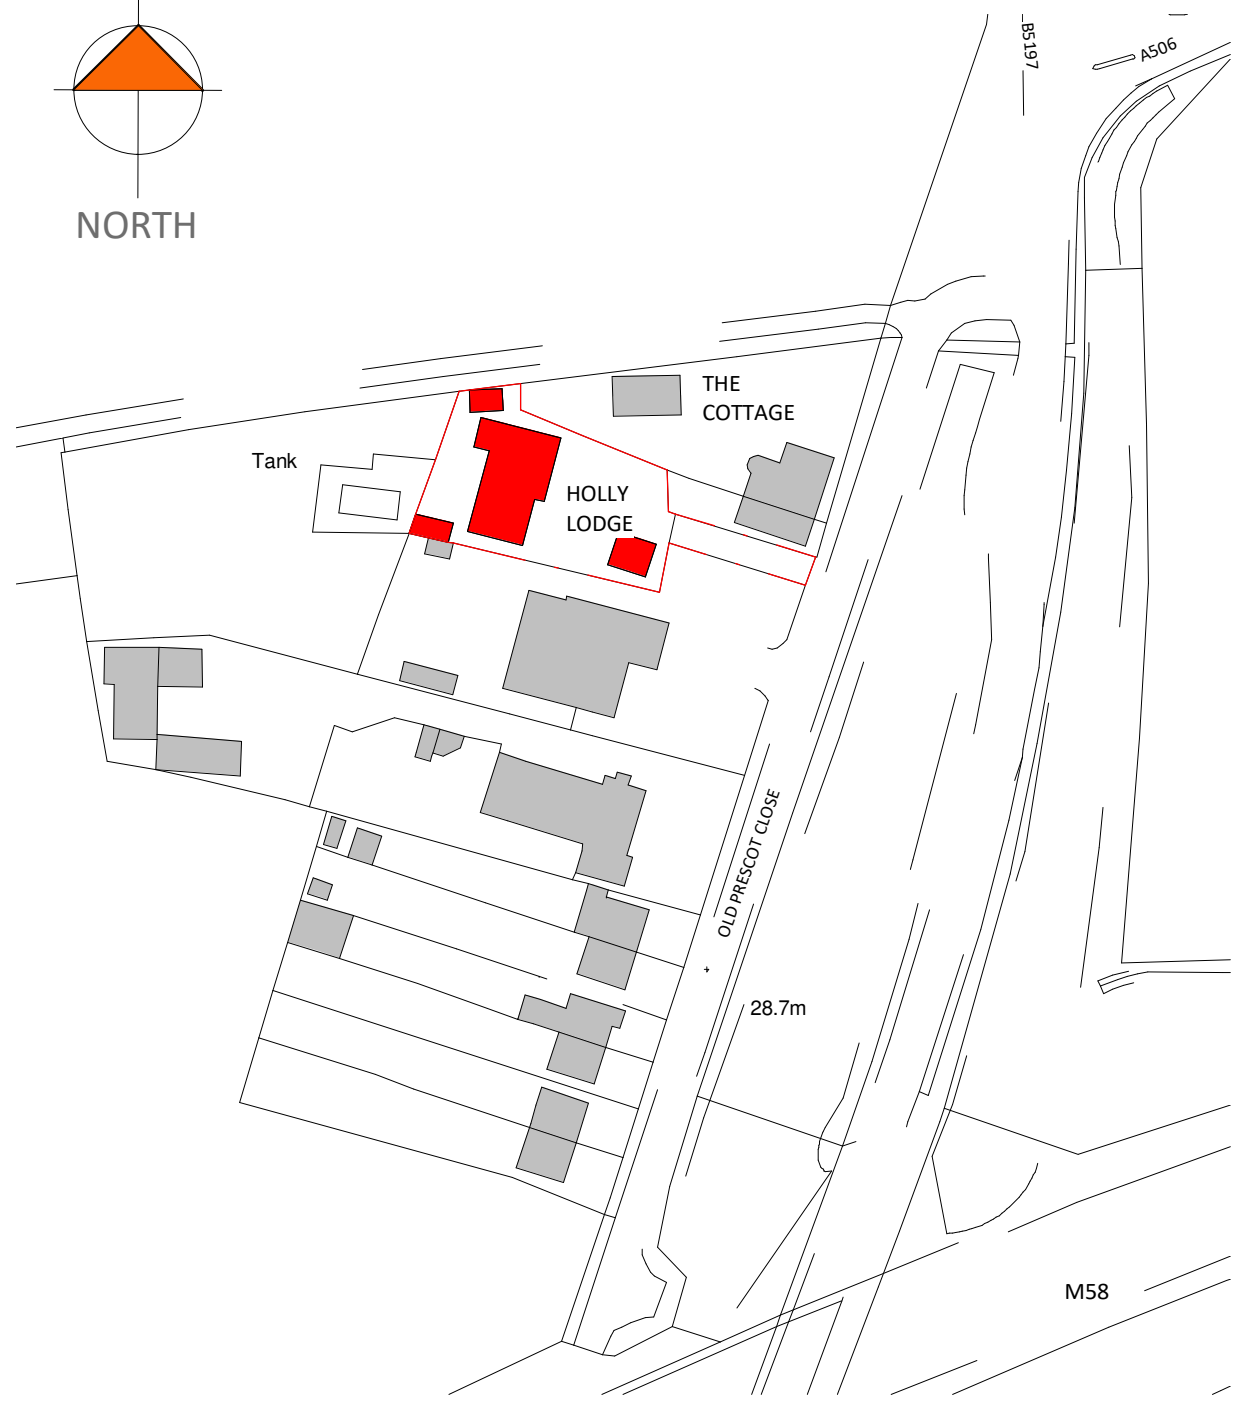 B5197
A506
NORTH
THE
COTTAGE
Tank
HOLLY
LODGE
OLD PRESCOT CLOSE
28.7m
M58